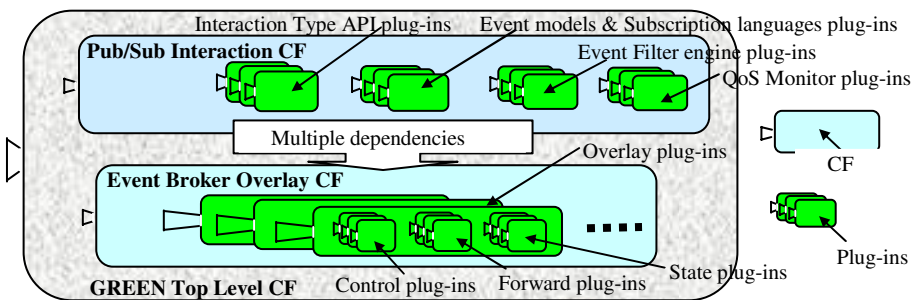 Interaction Type API plug-ins
Event models & Subscription languages plug-ins
Pub/Sub Interaction CF
Event Filter engine plug-ins
QoS Monitor plug-ins
Multiple dependencies
CF
Overlay plug-ins
Event Broker Overlay CF
Control plug-ins
Forward plug-ins
State plug-ins
Plug-ins
GREEN Top Level CF